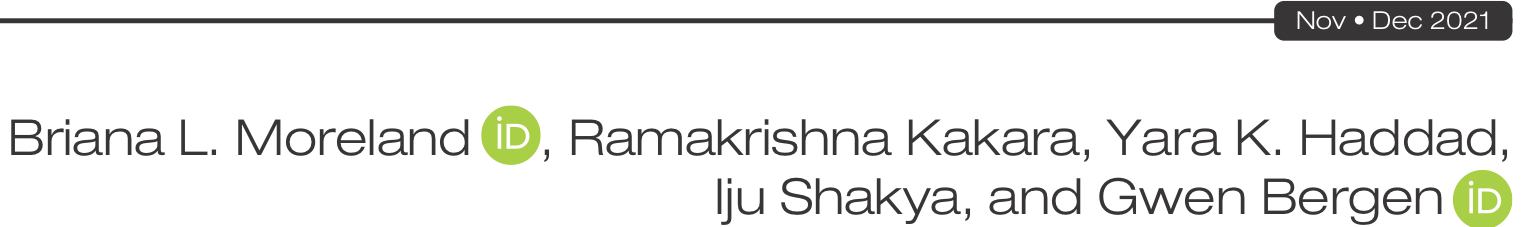 Nov • Dec 2021
Briana L. Moreland iD, Ramakrishna Kakara, Yara K. Haddad,
Iju Shakya, and Gwen Bergen iD